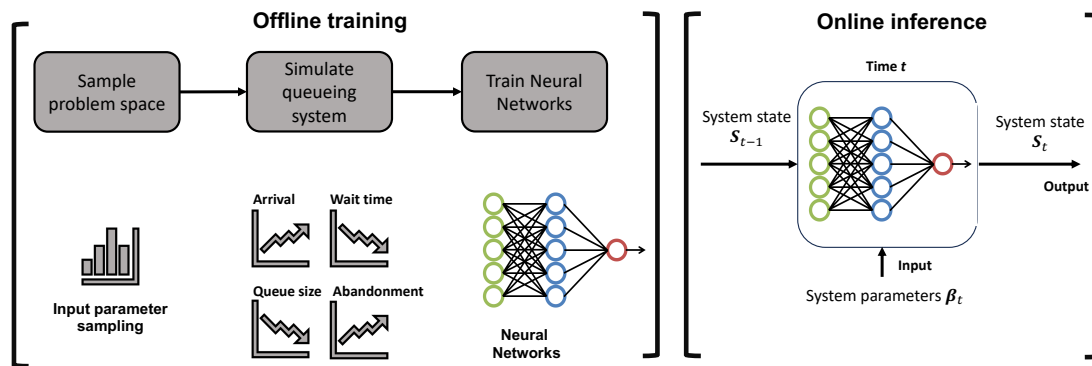 Offline training
Sample
problem space
Simulate
queueing
system
Train Neural
Networks
Arrival
Wait time
Queue size
Abandonment
Input parameter
sampling
Neural
Networks
Online inference
Time t
System state
S_{t−1}
System state
S_t
Output
Input
System parameters β_t